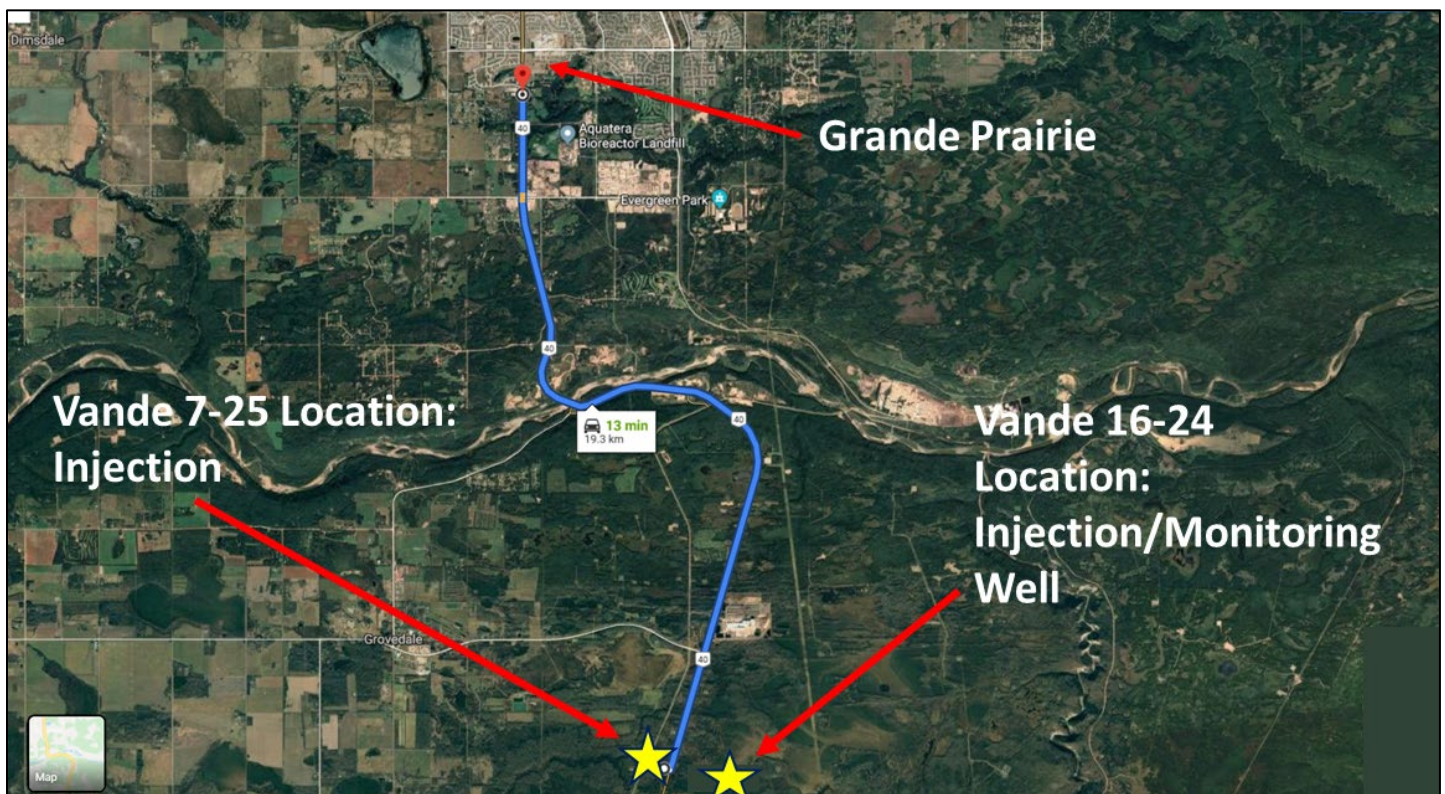 Dimsdale
Grande Prairie
40
Aquatera
Bioreactor Landfill
Evergreen Park
40
Vande 7-25 Location:
Injection
13 min
19.3 km
40
Vande 16-24
Location:
Injection/Monitoring
Well
Grovedale
40
Map